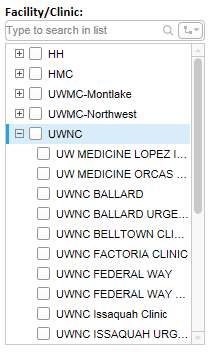 Facility/Clinic:
Type to search in list
HH
HMC
UWMC-Montlake
UWMC-Northwest
UWNC
UW MEDICINE LOPEZ I...
UW MEDICINE ORCAS ...
UWNC BALLARD
UWNC BALLARD URGE...
UWNC BELLTOWN CLI...
UWNC FACTORIA CLINIC
UWNC FEDERAL WAY
UWNC FEDERAL WAY ...
UWNC Issaquah Clinic
UWNC ISSAQUAH URG...